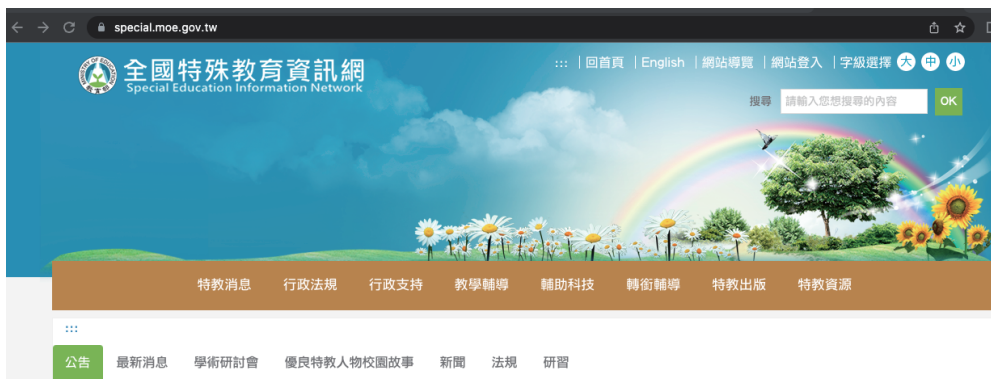 special.moe.gov.tw
全國特殊教育資訊網
Special Education Information Network
::: | 回首頁 | English | 網站導覽 | 網站登入 | 字級選擇 大 中 小
搜尋 請輸入您想搜尋的內容 OK
特教消息 行政法規 行政支持 教學輔導 輔助科技 轉銜輔導 特教出版 特教資源
:::
公告 最新消息 學術研討會 優良特教人物校園故事 新聞 法規 研習